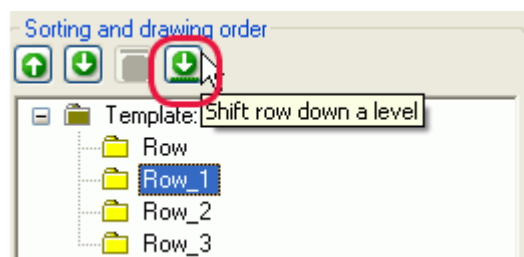 Sorting and drawing order
Shift row down a level
Template:
Row
Row_1
Row_2
Row_3